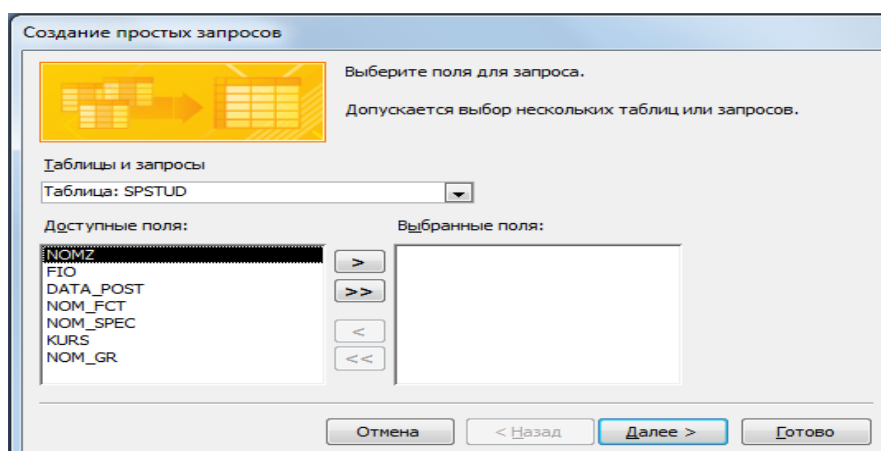 Создание простых запросов
Выберите поля для запроса.
Допускается выбор нескольких таблиц или запросов.
Таблицы и запросы
Таблица: SPSTUD
Доступные поля:
Выбранные поля:
NOMZ
FIO
DATA_POST
NOM_FCT
NOM_SPEC
KURS
NOM_GR
>
>>
<
<<
Отмена
< Назад
Далее >
Готово